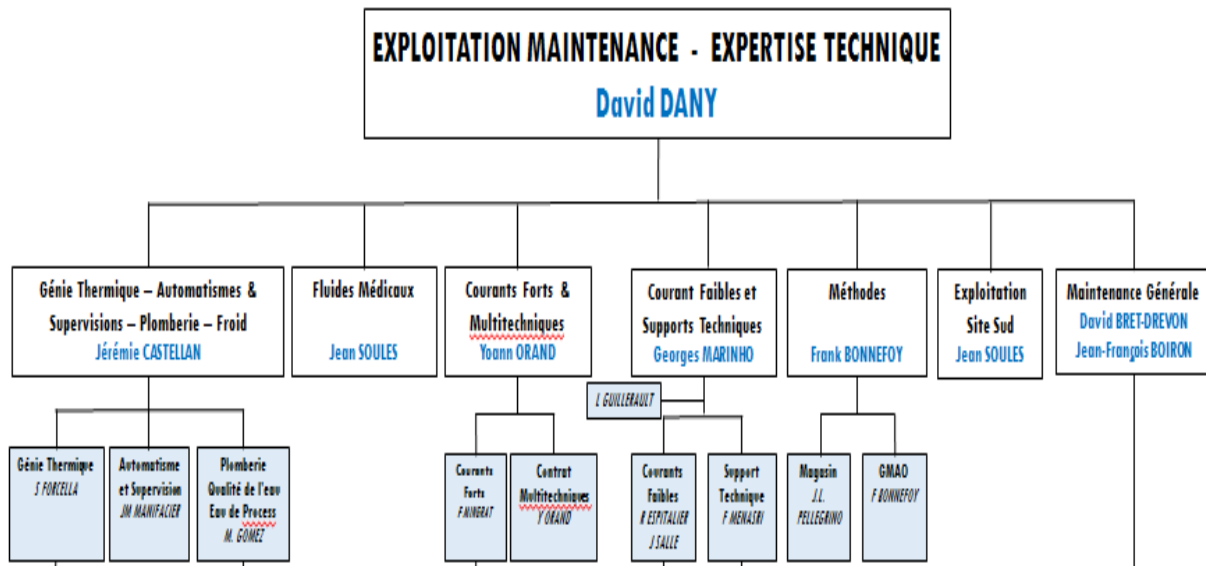 EXPLOITATION MAINTENANCE - EXPERTISE TECHNIQUE
David DANY
Génie Thermique – Automatismes &
Supervisions – Plomberie – Froid
Jérémie CASTELLAN
Fluides Médicaux
Jean SOULES
Courants Forts &
Multitechniques
Yoann ORAND
Courant Faibles et
Supports Techniques
Georges MARINHO
Méthodes
Frank BONNEFOY
Exploitation
Site Sud
Jean SOULES
Maintenance Générale
David BRET-DREVON
Jean-François BOIRON
L GUILLERAULT
Génie Thermique
S FORCELLA
Automatisme
et Supervision
JM MANIFACIER
Plomberie
Qualité de l'eau
Eau de Process
M. GOMEZ
Courants
Forts
F MINGRAT
Contrat
Multitechniques
Y ORAND
Courants
Faibles
R ESPITALIER
J SALLE
Support
Technique
F MENASRI
Magasin
J.L.
PELLEGRINO
GMAO
F BONNEFOY